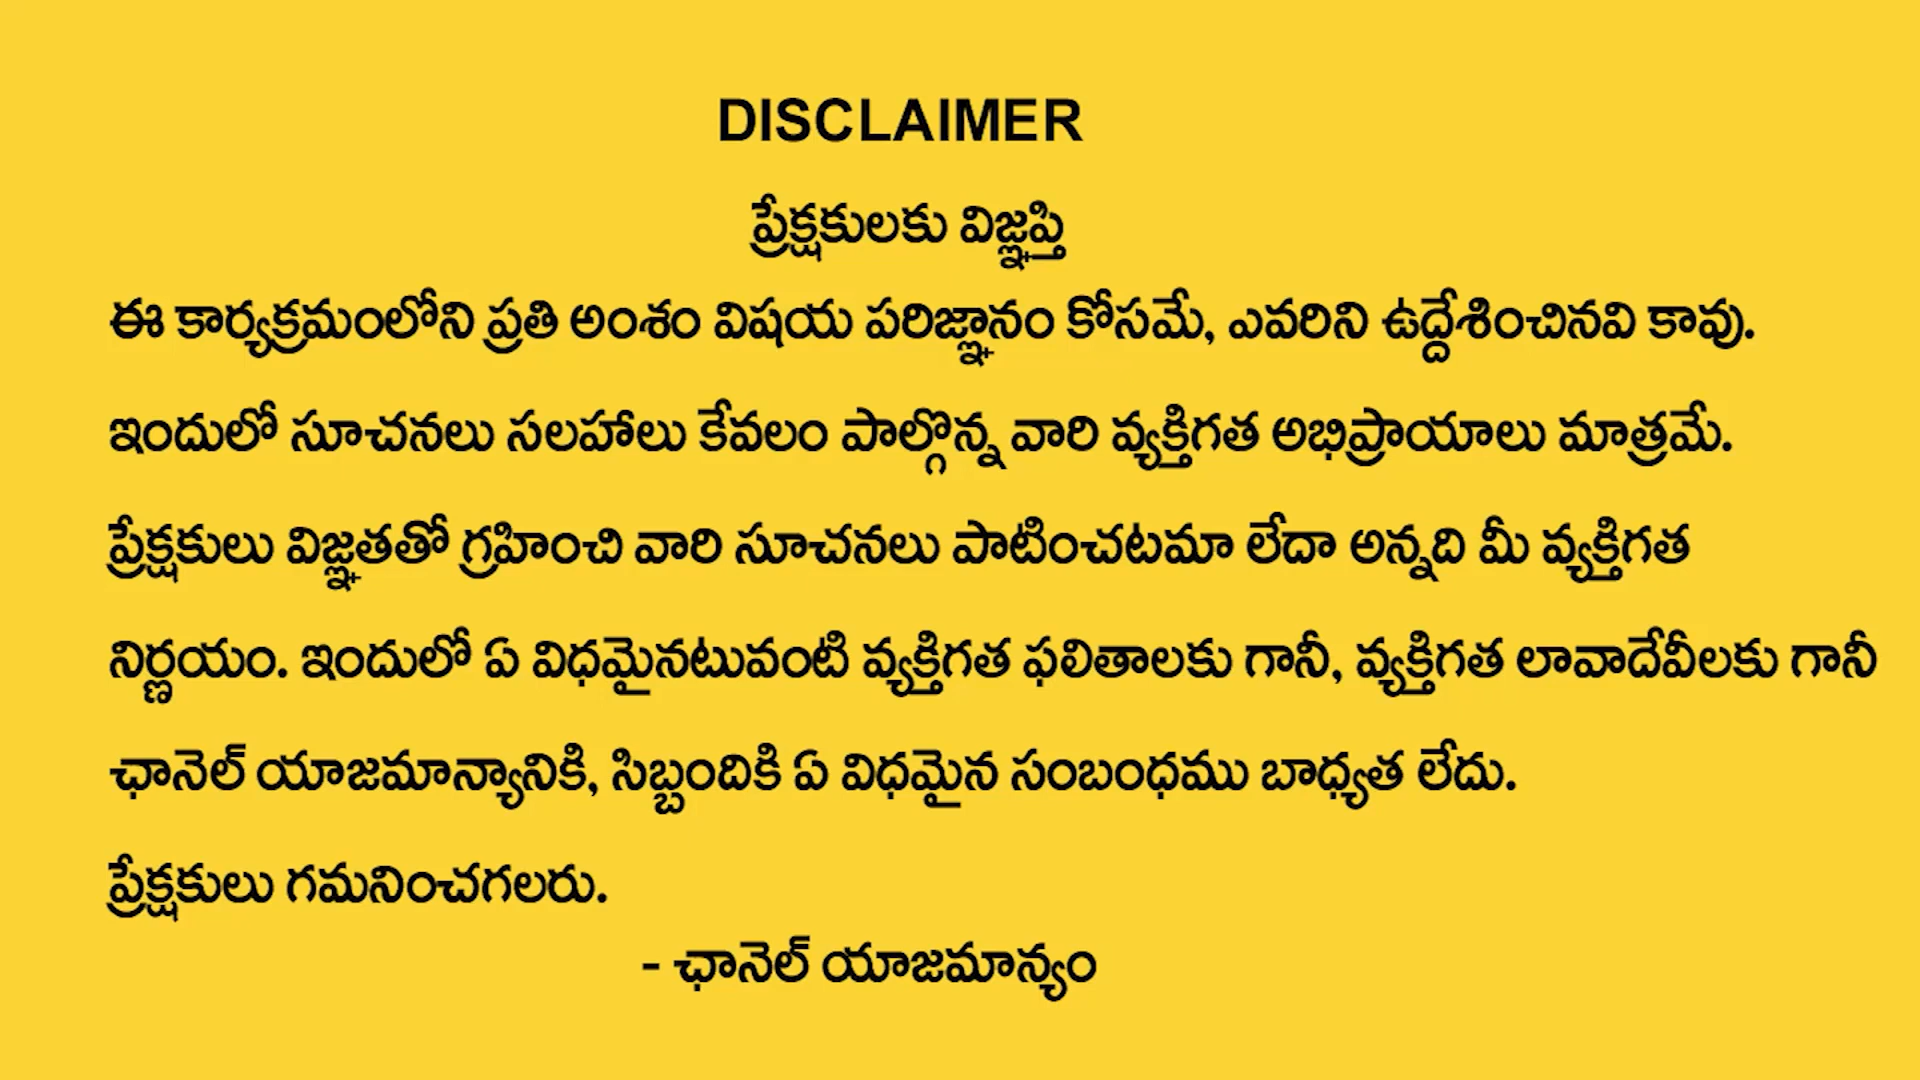 DISCLAIMER
ప్రేక్షకులకు విజ్ఞప్తి
ఈ కార్యక్రమంలోని ప్రతి అంశం విషయ పరిజ్ఞానం కోసమే, ఎవరిని ఉద్దేశించినవి కావు.
ఇందులో సూచనలు సలహాలు కేవలం పాల్గొన్న వారి వ్యక్తిగత అభిప్రాయాలు మాత్రమే.
ప్రేక్షకులు విజ్ఞతతో గ్రహించి వారి సూచనలు పాటించటమా లేదా అన్నది మీ వ్యక్తిగత
నిర్ణయం. ఇందులో ఏ విధమైనటువంటి వ్యక్తిగత ఫలితాలకు గానీ, వ్యక్తిగత లావాదేవీలకు గానీ
ఛానెల్ యాజమాన్యానికి, సిబ్బందికి ఏ విధమైన సంబంధము బాధ్యత లేదు.
ప్రేక్షకులు గమనించగలరు.
- ఛానెల్ యాజమాన్యం